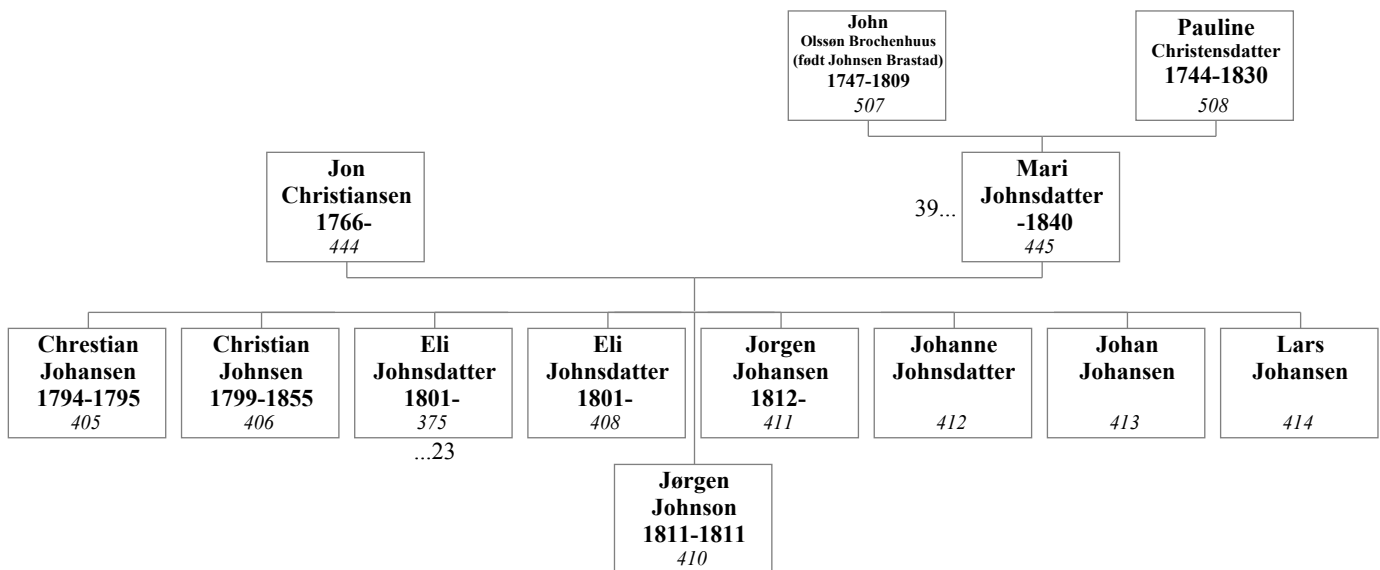 John
Olssøn Brochenhuus
(født Johnsen Brastad)
1747-1809
507
Pauline
Christensdatter
1744-1830
508
Jon
Christiansen
1766-
444
39...
Mari
Johnsdatter
-1840
445
Chrestian
Johansen
1794-1795
405
Christian
Johnsen
1799-1855
406
Eli
Johnsdatter
1801-
375
...23
Eli
Johnsdatter
1801-
408
Jorgen
Johansen
1812-
411
Johanne
Johnsdatter
412
Johan
Johansen
413
Lars
Johansen
414
Jørgen
Johnson
1811-1811
410